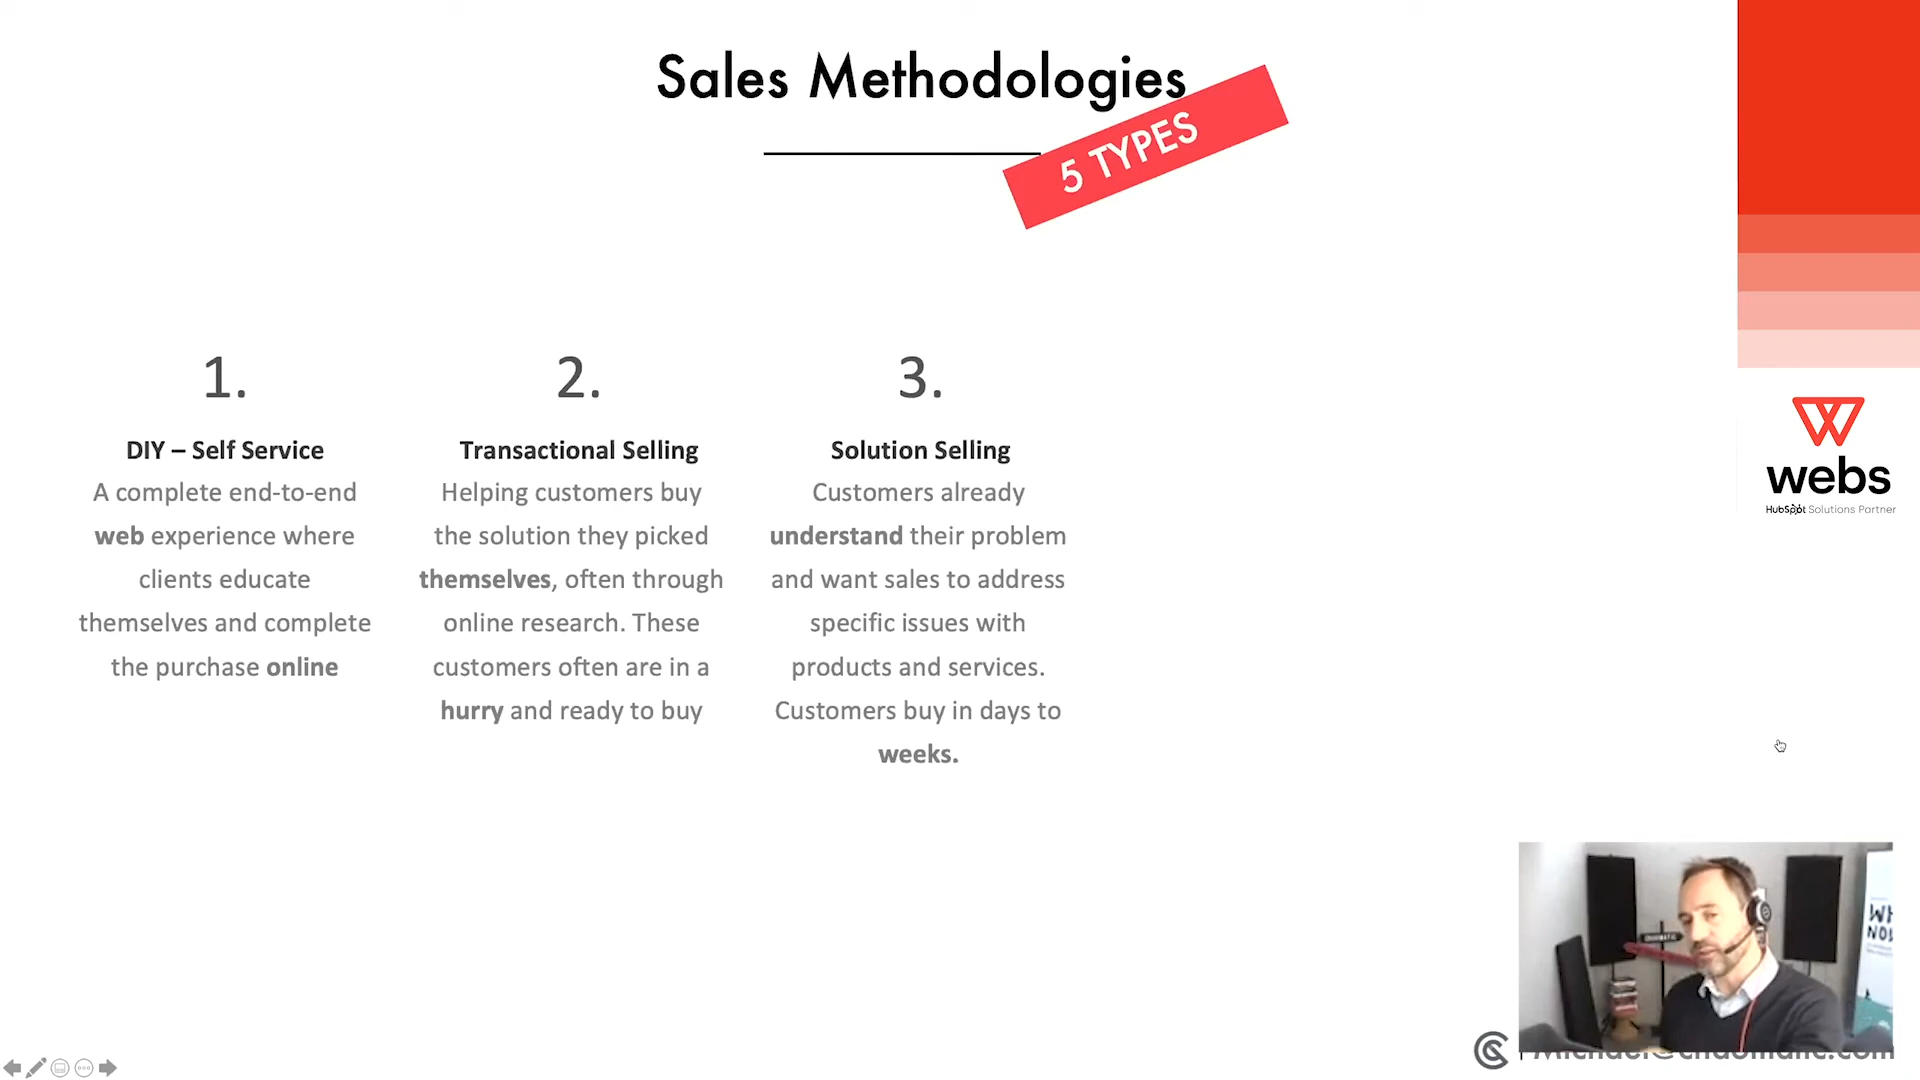 Sales Methodologies
5 TYPES
1.
DIY – Self Service
A complete end-to-end
web experience where
clients educate
themselves and complete
the purchase online
2.
Transactional Selling
Helping customers buy
the solution they picked
themselves, often through
online research. These
customers often are in a
hurry and ready to buy
3.
Solution Selling
Customers already
understand their problem
and want sales to address
specific issues with
products and services.
Customers buy in days to
weeks.
webs
HubSpot Solutions Partner
WH
NOW